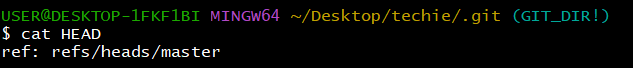 USER@DESKTOP-1FKF1BI MINGW64 ~/Desktop/techie/.git (GIT_DIR!)
$ cat HEAD
ref: refs/heads/master